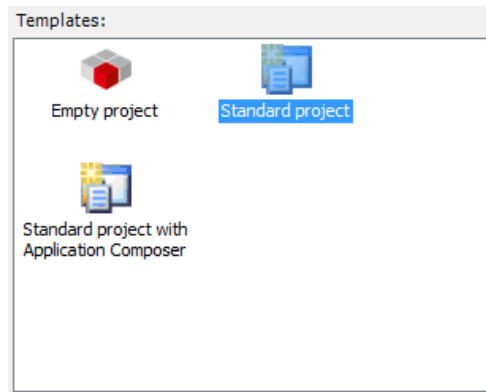 Templates:
Empty project
Standard project
Standard project with
Application Composer